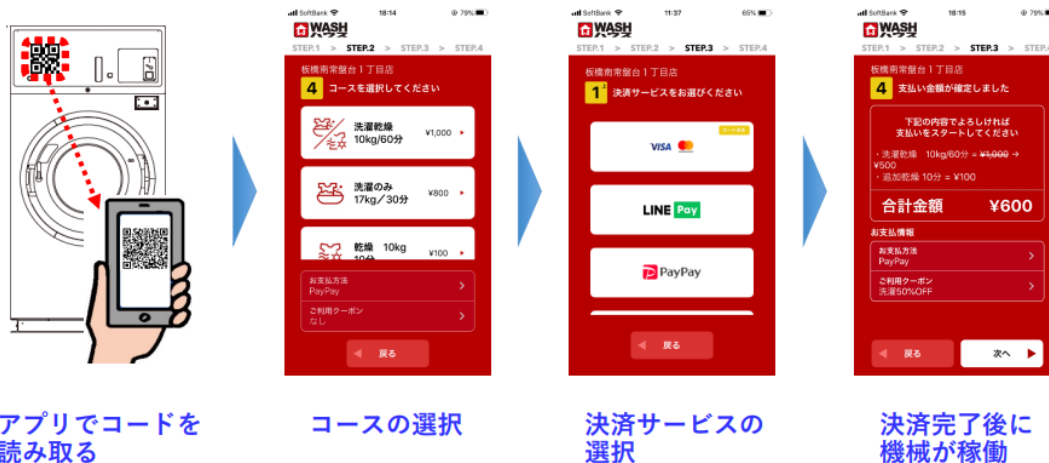 SoftBank 18:14 79%
WASH
ハウス
STEP.1 > STEP.2 > STEP.3 > STEP.4
板橋南常盤台1丁目店
4 コースを選択してください
洗濯乾燥
10kg/60分 ¥1,000
洗濯のみ
17kg/30分 ¥800
乾燥 10kg
10分 ¥100
お支払方法
PayPay
ご利用クーポン
なし
戻る
SoftBank 11:37 65%
WASH
ハウス
STEP.1 > STEP.2 > STEP.3 > STEP.4
板橋南常盤台1丁目店
1 決済サービスをお選びください
VISA
LINE Pay
PayPay
戻る
SoftBank 18:15 79%
WASH
ハウス
STEP.1 > STEP.2 > STEP.3 > STEP.4
板橋南常盤台1丁目店
4 支払い金額が確定しました
下記の内容でよろしければ
支払いをスタートしてください
・洗濯乾燥 10kg/60分 = ¥1,000 →
¥500
・追加乾燥 10分 = ¥100
合計金額 ¥600
お支払情報
お支払方法
PayPay
ご利用クーポン
洗濯50%OFF
戻る 次へ
アプリでコードを
読み取る
コースの選択
決済サービスの
選択
決済完了後に
機械が稼働